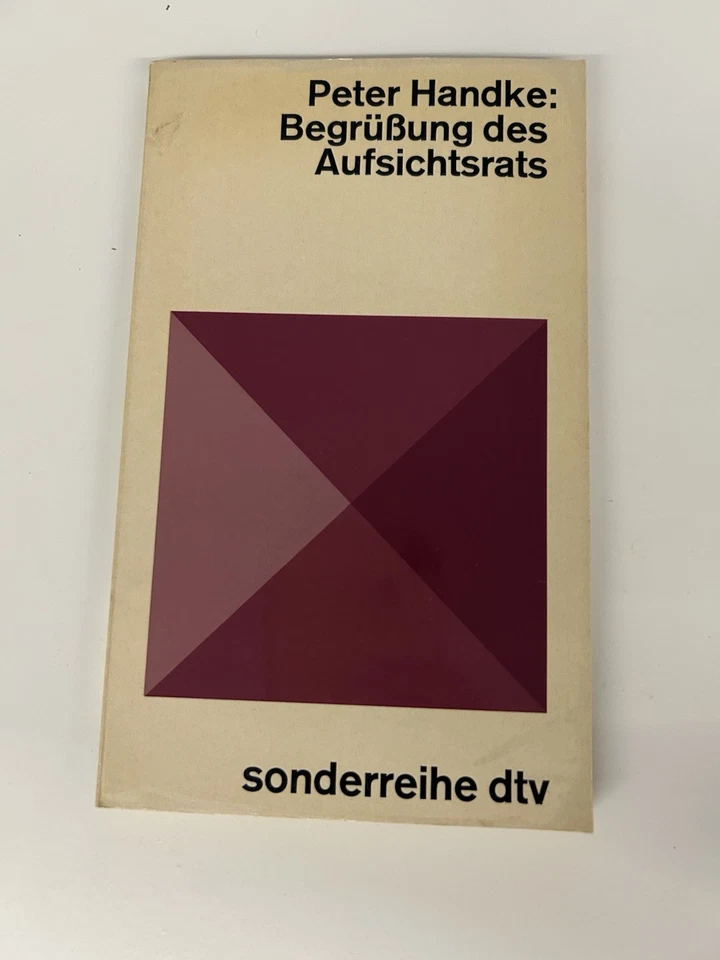 Peter Handke:
Begrüßung des
Aufsichtsrats
sonderreihe dtv